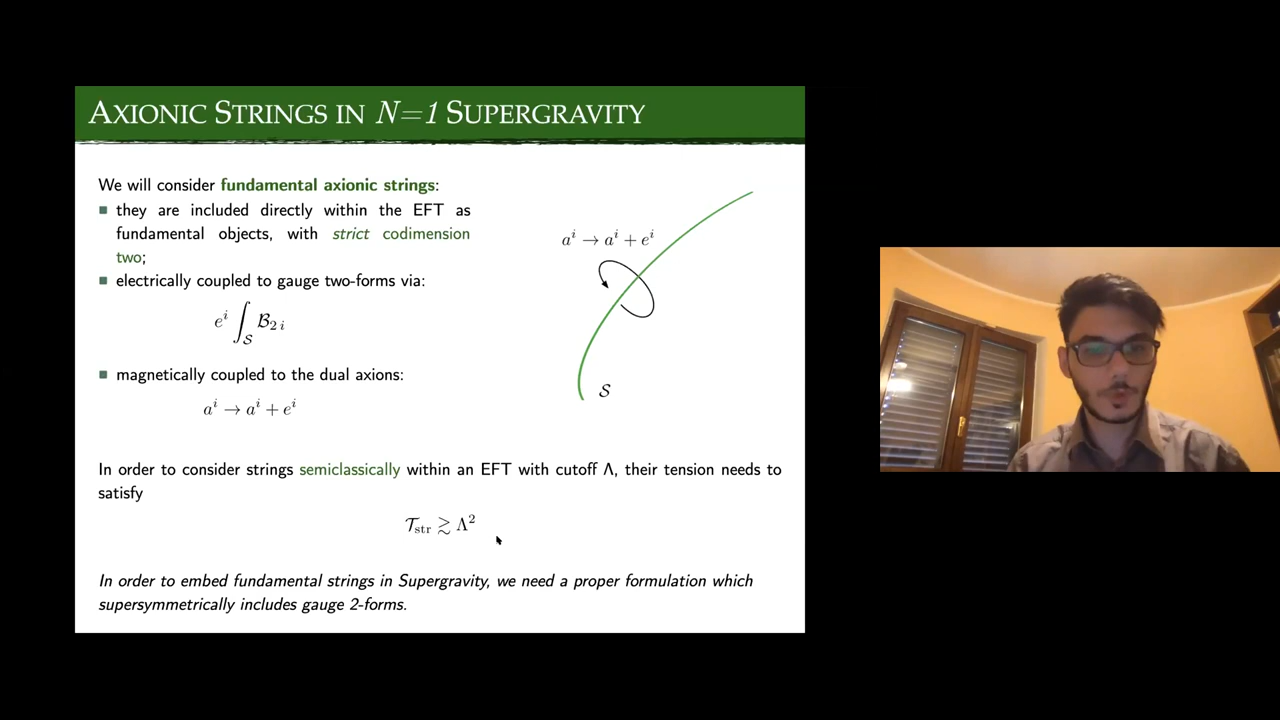 AXIONIC STRINGS IN N=1 SUPERGRAVITY
We will consider fundamental axionic strings:
they are included directly within the EFT as
fundamental objects, with strict codimension
two;
electrically coupled to gauge two-forms via:
e^i ∫_S B_{2 i}
magnetically coupled to the dual axions:
a^i → a^i + e^i
a^i → a^i + e^i
S
In order to consider strings semiclassically within an EFT with cutoff Λ, their tension needs to
satisfy
T_str ≳ Λ^2
In order to embed fundamental strings in Supergravity, we need a proper formulation which
supersymmetrically includes gauge 2-forms.